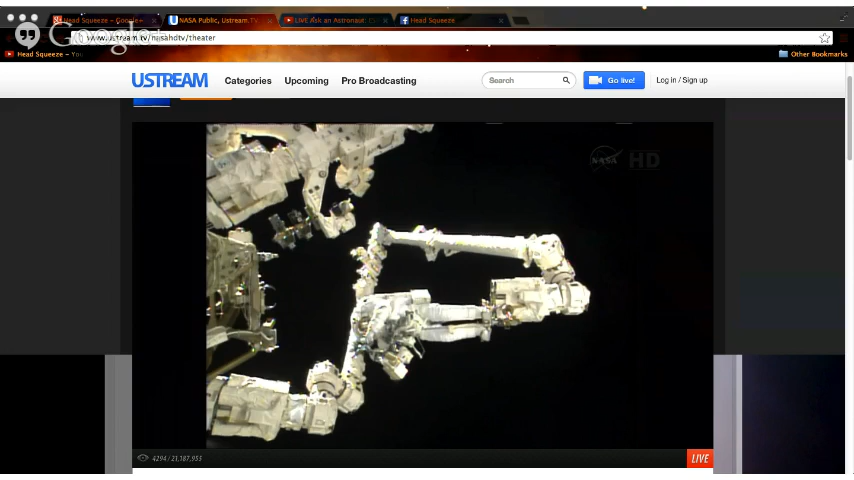 Head Squeeze – Google+
NASA Public, Ustream.TV
LIVE Ask an Astronaut:
Head Squeeze
Google+
www.ustream.tv/nasahdtv/theater
Head Squeeze – You
Other Bookmarks
USTREAM
Categories
Upcoming
Pro Broadcasting
Search
Go live!
Log in / Sign up
NASA HD
4294 / 21,187,955
LIVE